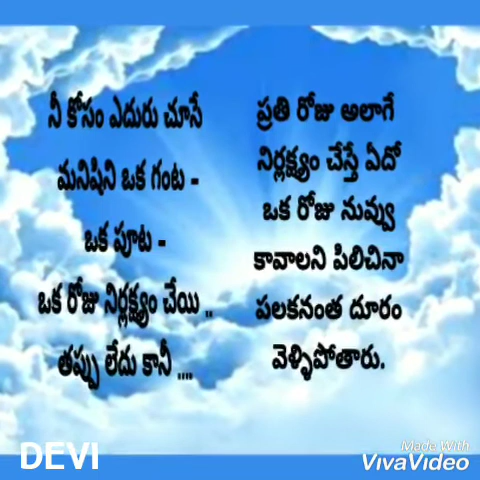 నీ కోసం ఎదురు చూసే
మనిషిని ఒక గంట -
ఒక పూట -
ఒక రోజు నిర్లక్ష్యం చేయి ..
తప్పు లేదు కానీ ....
ప్రతి రోజు అలాగే
నిర్లక్ష్యం చేస్తే ఏదో
ఒక రోజు నువ్వు
కావాలని పిలిచినా
పలకనంత దూరం
వెళ్ళిపోతారు.
DEVI
Made With
VivaVideo